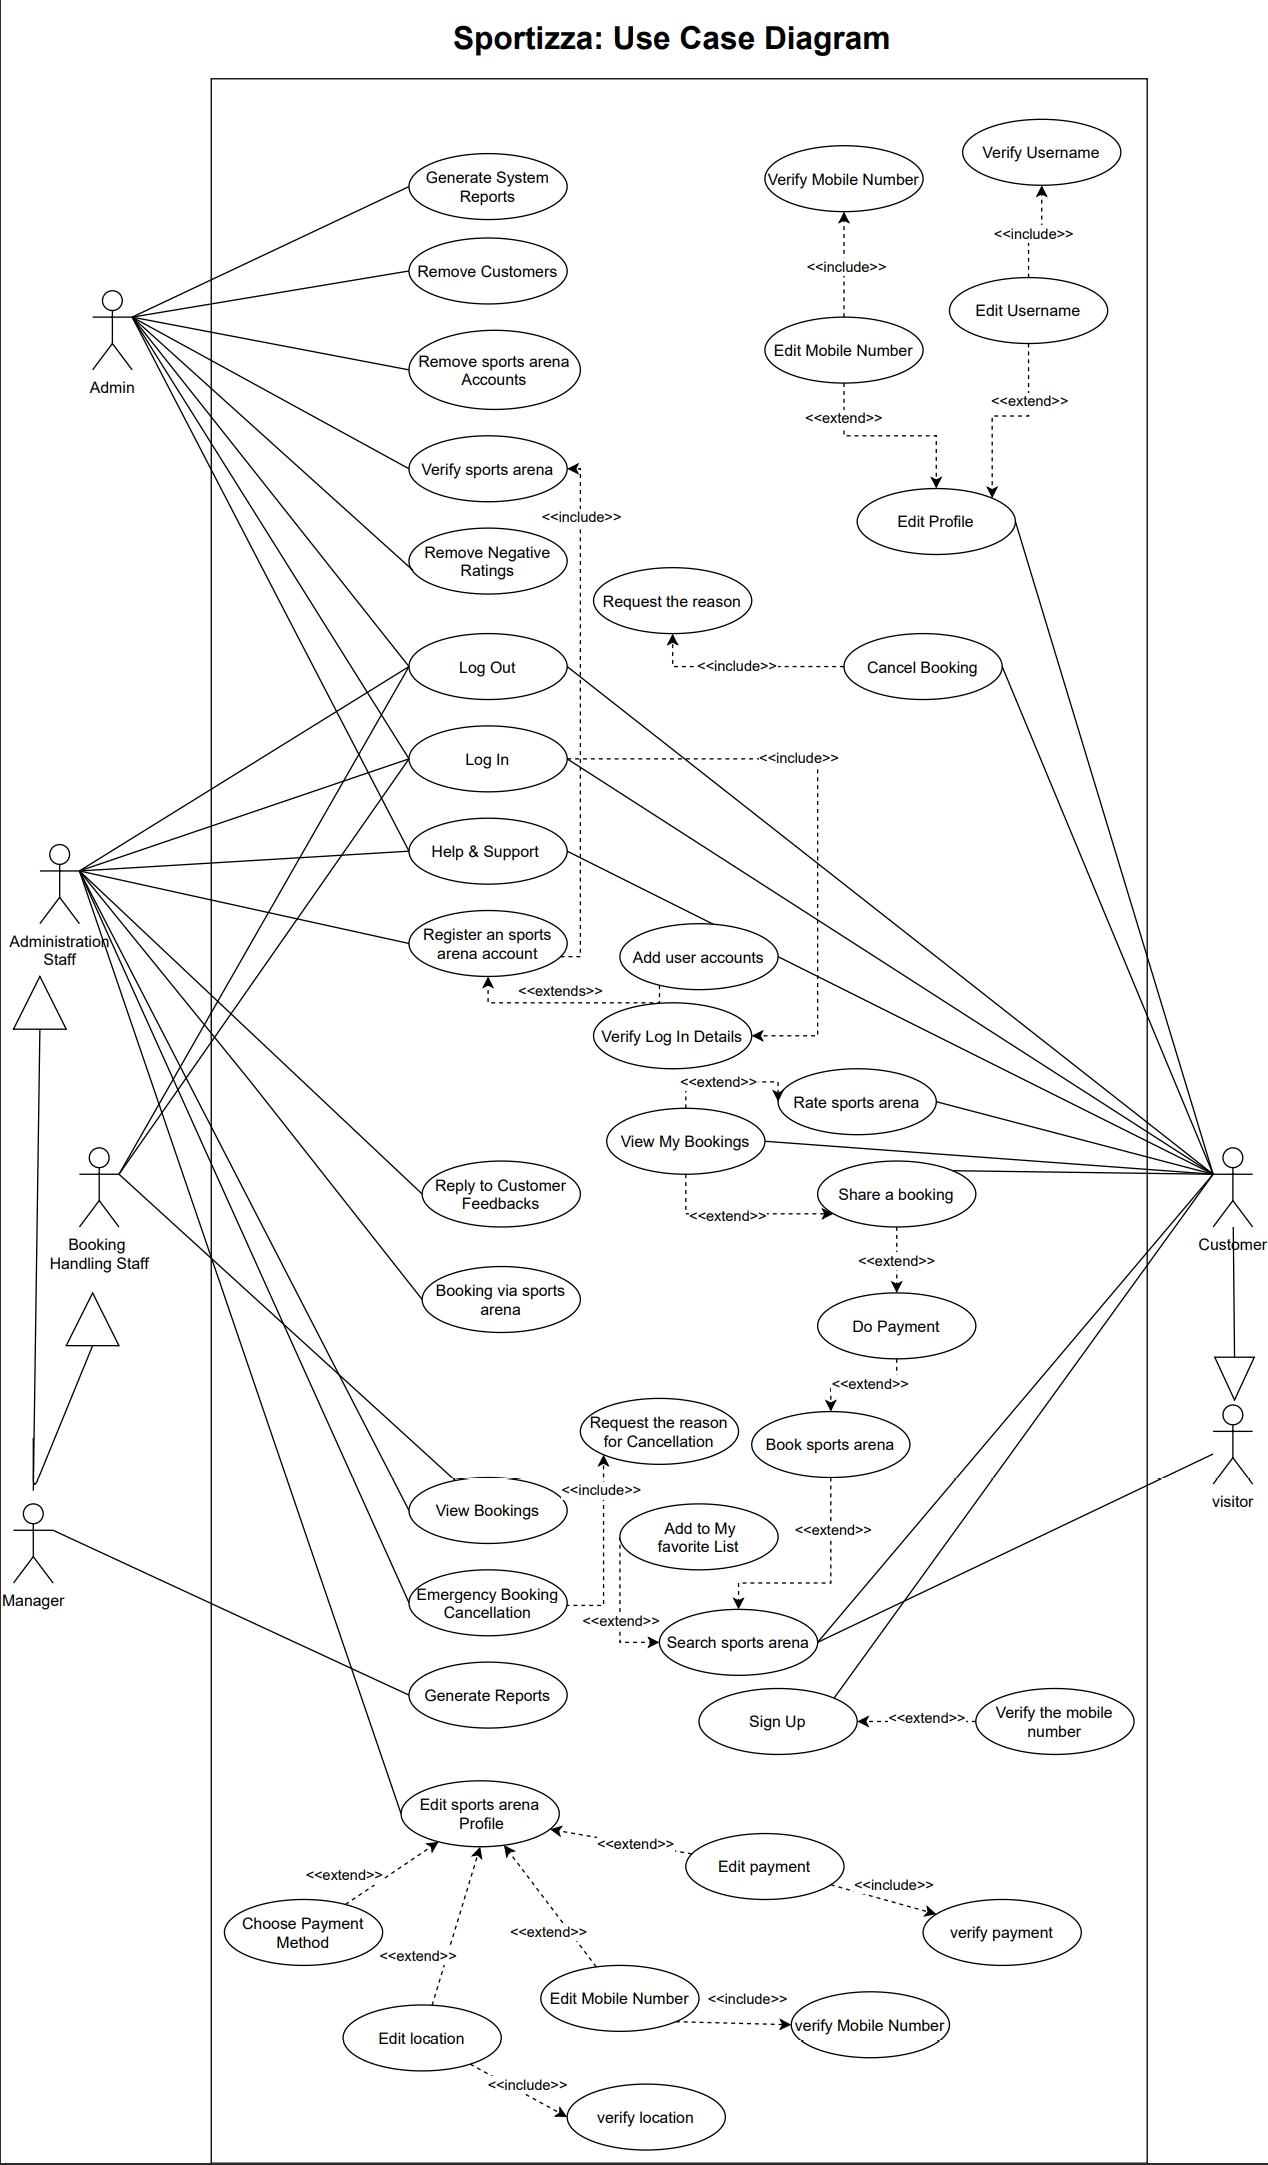 Sportizza: Use Case Diagram
Verify Username
Generate System
Reports
Verify Mobile Number
<<include>>
<<include>>
Remove Customers
Edit Username
Edit Mobile Number
Remove sports arena
Accounts
Admin
<<extend>>
<<extend>>
Verify sports arena
<<include>>
Edit Profile
Remove Negative
Ratings
Request the reason
Log Out
<<include>>
Cancel Booking
Log In
<<include>>
Help & Support
Administration
Staff
Register an sports
arena account
Add user accounts
<<extends>>
Verify Log In Details
<<extend>>
Rate sports arena
View My Bookings
Reply to Customer
Feedbacks
Share a booking
<<extend>>
Booking
Handling Staff
Customer
<<extend>>
Booking via sports
arena
Do Payment
<<extend>>
Request the reason
for Cancellation
Book sports arena
<<include>>
View Bookings
visitor
Add to My
favorite List
<<extend>>
Manager
Emergency Booking
Cancellation
<<extend>>
Search sports arena
Generate Reports
Sign Up
<<extend>>
Verify the mobile
number
Edit sports arena
Profile
<<extend>>
Edit payment
<<extend>>
<<include>>
Choose Payment
Method
<<extend>>
verify payment
<<extend>>
Edit Mobile Number
<<include>>
verify Mobile Number
Edit location
<<include>>
verify location